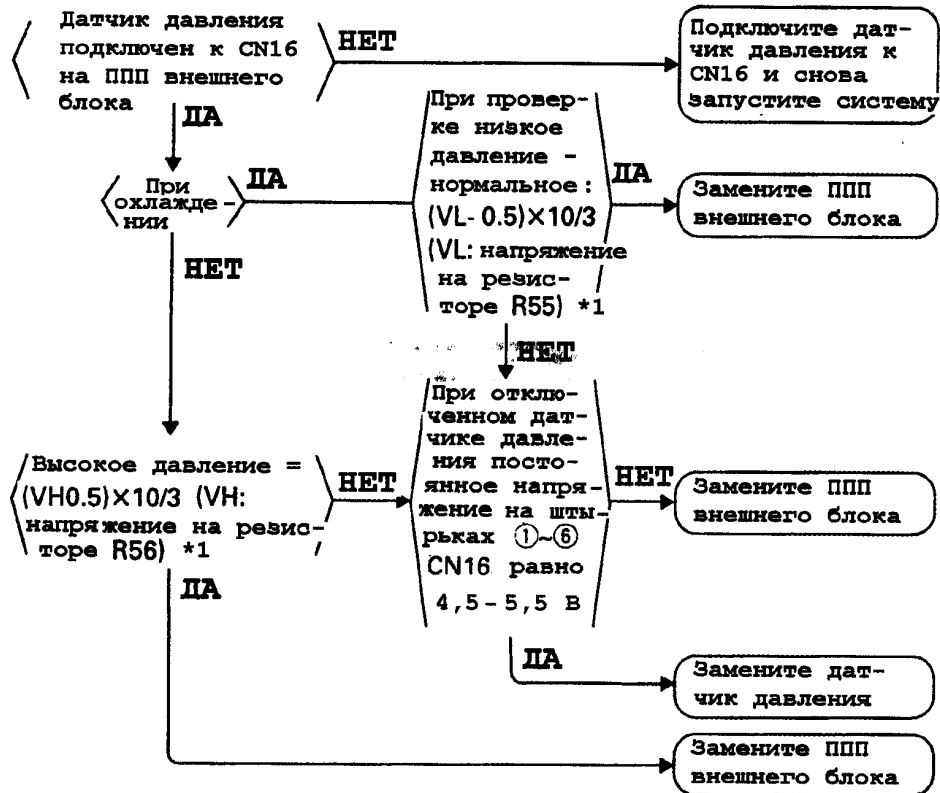 Датчик давления
подключен к CN16
на ППП внешнего
блока
НЕТ
Подключите дат-
чик давления к
CN16 и снова
запустите систему
ДА
При
охлажде-
нии
ДА
При провер-
ке низкое
давление -
нормальное:
(VL-0.5)×10/3
(VL: напряжение
на резис-
торе R55) *1
ДА
Замените ППП
внешнего блока
НЕТ
НЕТ
Высокое давление =
(VH0.5)×10/3 (VH:
напряжение на резис-
торе R56) *1
НЕТ
При отклю-
ченном дат-
чике давле-
ния посто-
янное напря-
жение на шты-
рьках ①~⑥
CN16 равно
4,5-5,5 В
НЕТ
Замените ППП
внешнего блока
ДА
ДА
Замените дат-
чик давления
Замените ППП
внешнего блока